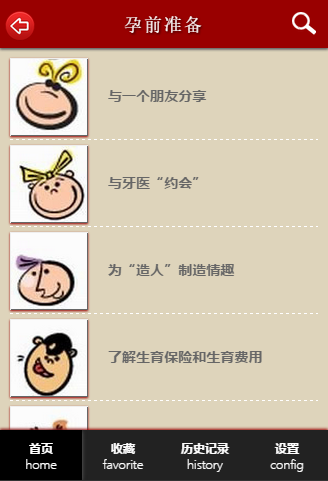 孕前准备
与一个朋友分享
与牙医“约会”
为“造人”制造情趣
了解生育保险和生育费用
首页
home
收藏
favorite
历史记录
history
设置
config